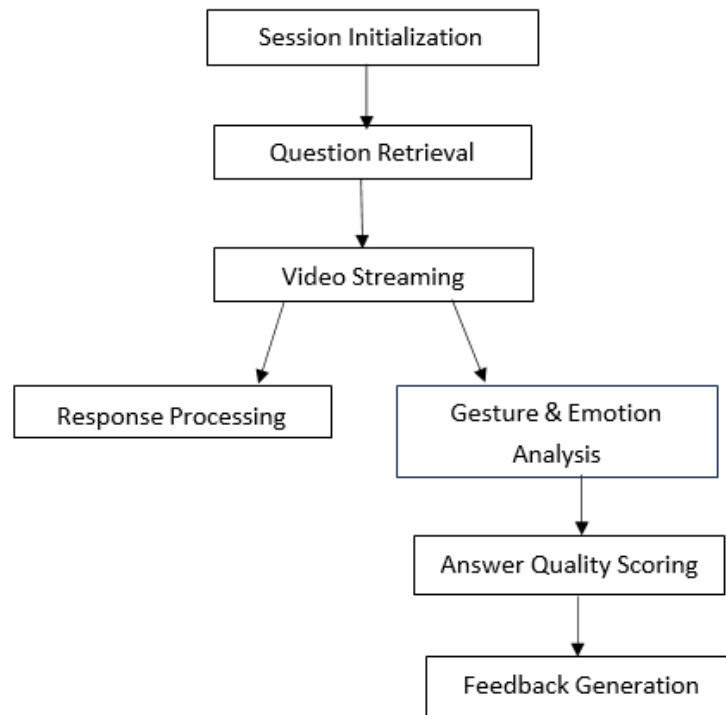 Session Initialization
Question Retrieval
Video Streaming
Response Processing
Gesture & Emotion
Analysis
Answer Quality Scoring
Feedback Generation